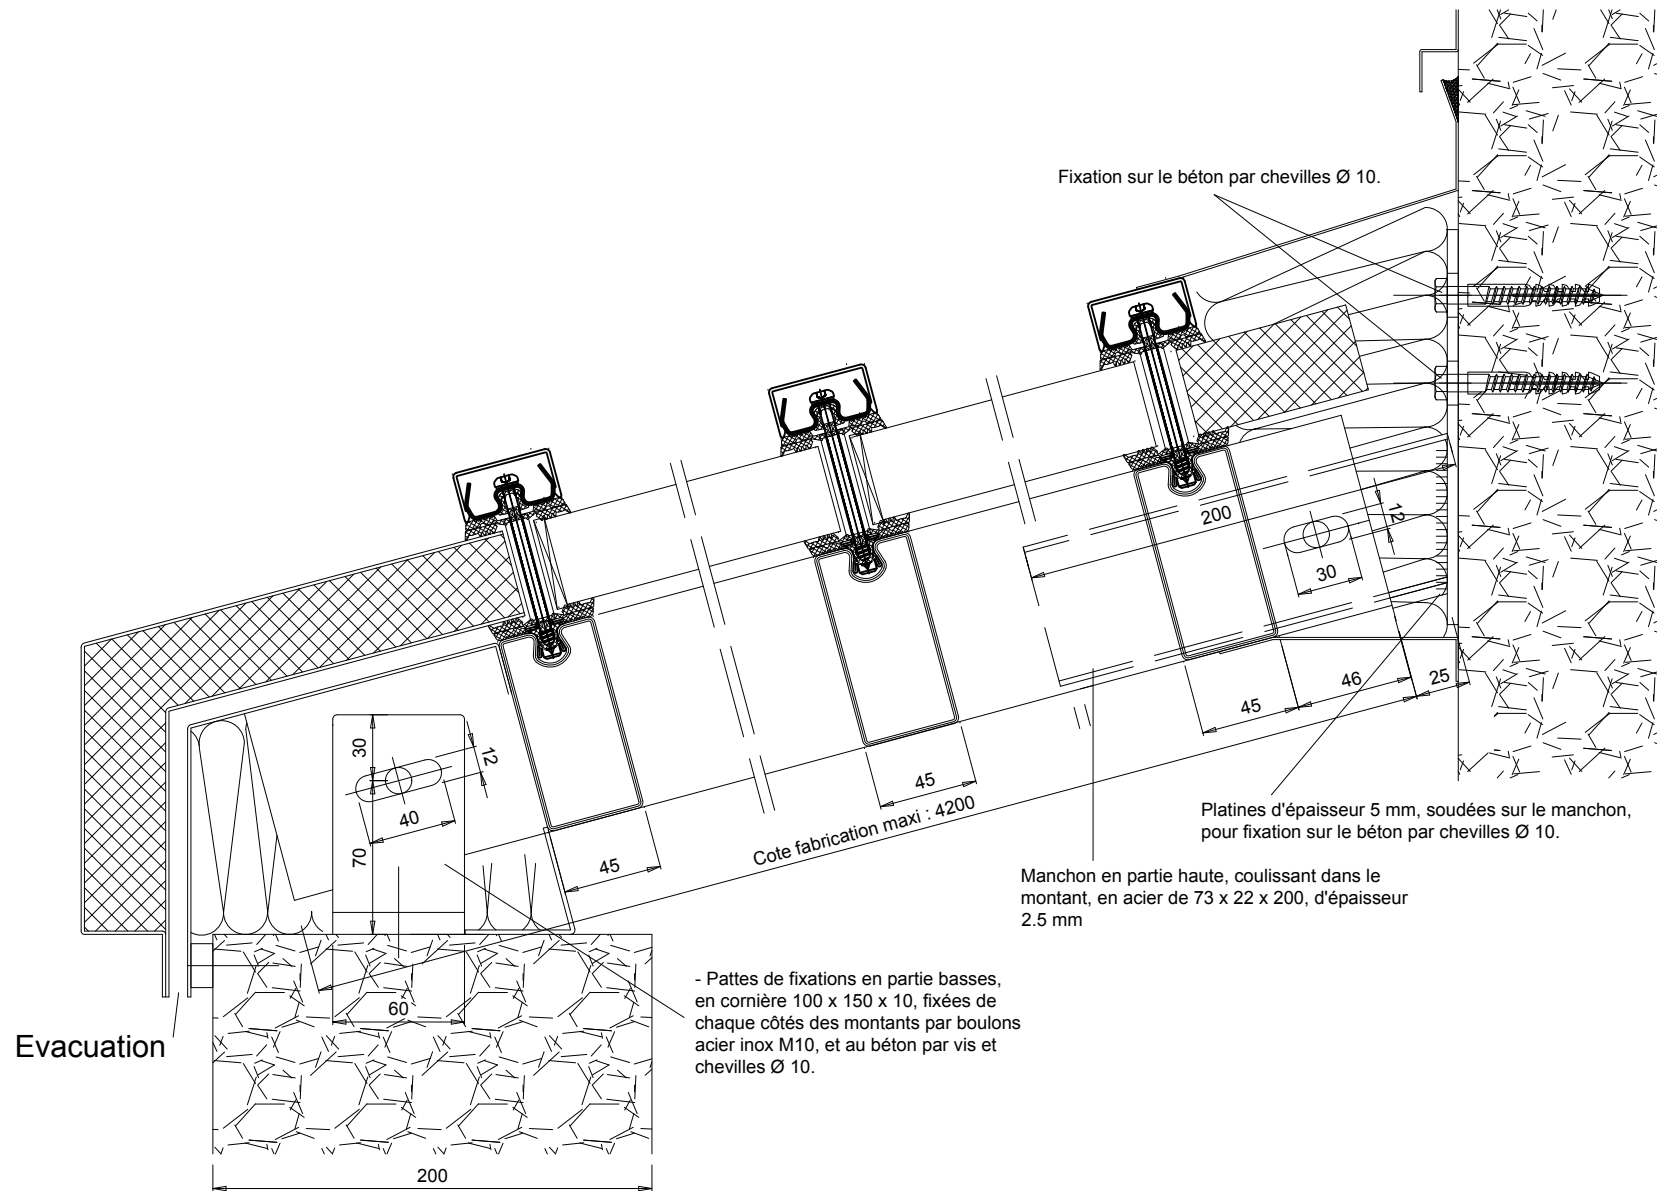 Fixation sur le béton par chevilles Ø 10.
200
12
30
30
12
40
70
45
45
45
46
25
Cote fabrication maxi : 4200
Platines d'épaisseur 5 mm, soudées sur le manchon,
pour fixation sur le béton par chevilles Ø 10.
Manchon en partie haute, coulissant dans le
montant, en acier de 73 x 22 x 200, d'épaisseur
2.5 mm
- Pattes de fixations en partie basses,
en cornière 100 x 150 x 10, fixées de
chaque côtés des montants par boulons
acier inox M10, et au béton par vis et
chevilles Ø 10.
60
Evacuation
200